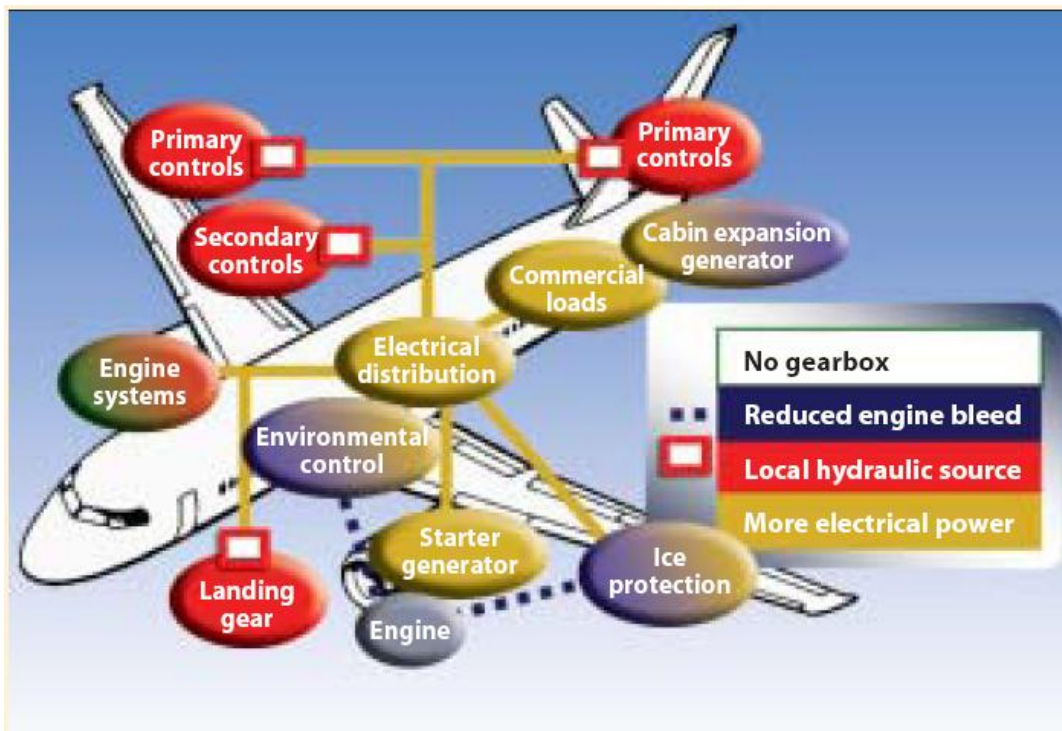 Primary
controls
Primary
controls
Secondary
controls
Cabin expansion
generator
Commercial
loads
Engine
systems
Electrical
distribution
Environmental
control
Starter
generator
Ice
protection
Landing
gear
Engine
No gearbox
Reduced engine bleed
Local hydraulic source
More electrical power